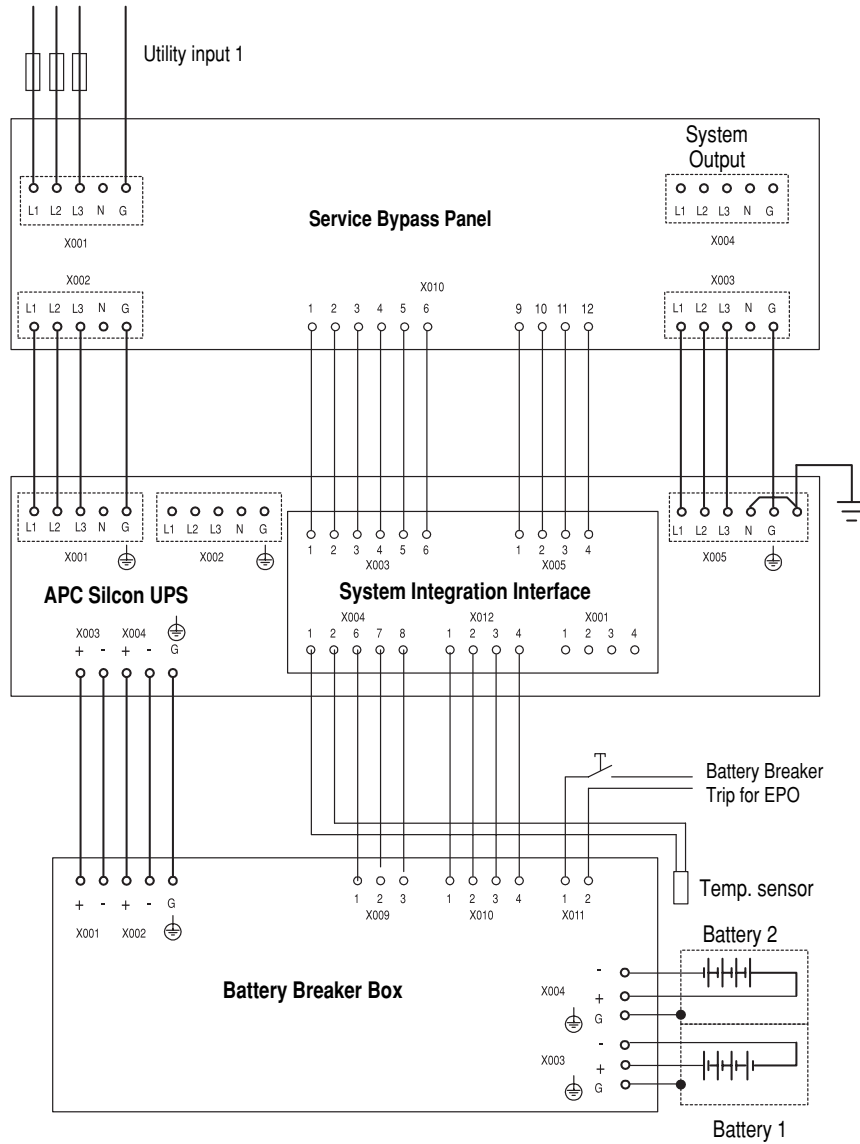 Utility input 1
System
Output
L1 L2 L3 N G
L1 L2 L3 N G
X001
Service Bypass Panel
X004
X002
X010
X003
L1 L2 L3 N G
1 2 3 4 5 6
9 10 11 12
L1 L2 L3 N G
L1 L2 L3 N G
L1 L2 L3 N G
L1 L2 L3 N G
X001
X002
1 2 3 4 5 6
X003
1 2 3 4
X005
X005
APC Silcon UPS
System Integration Interface
X003 X004
+ - + - G
X004
1 2 6 7 8
X012
1 2 3 4
X001
1 2 3 4
Battery Breaker
Trip for EPO
+ - + - G
X001 X002
1 2 3
X009
1 2 3 4
X010
1 2
X011
Temp. sensor
Battery 2
Battery Breaker Box
-
X004
+
G
-
X003
+
G
Battery 1